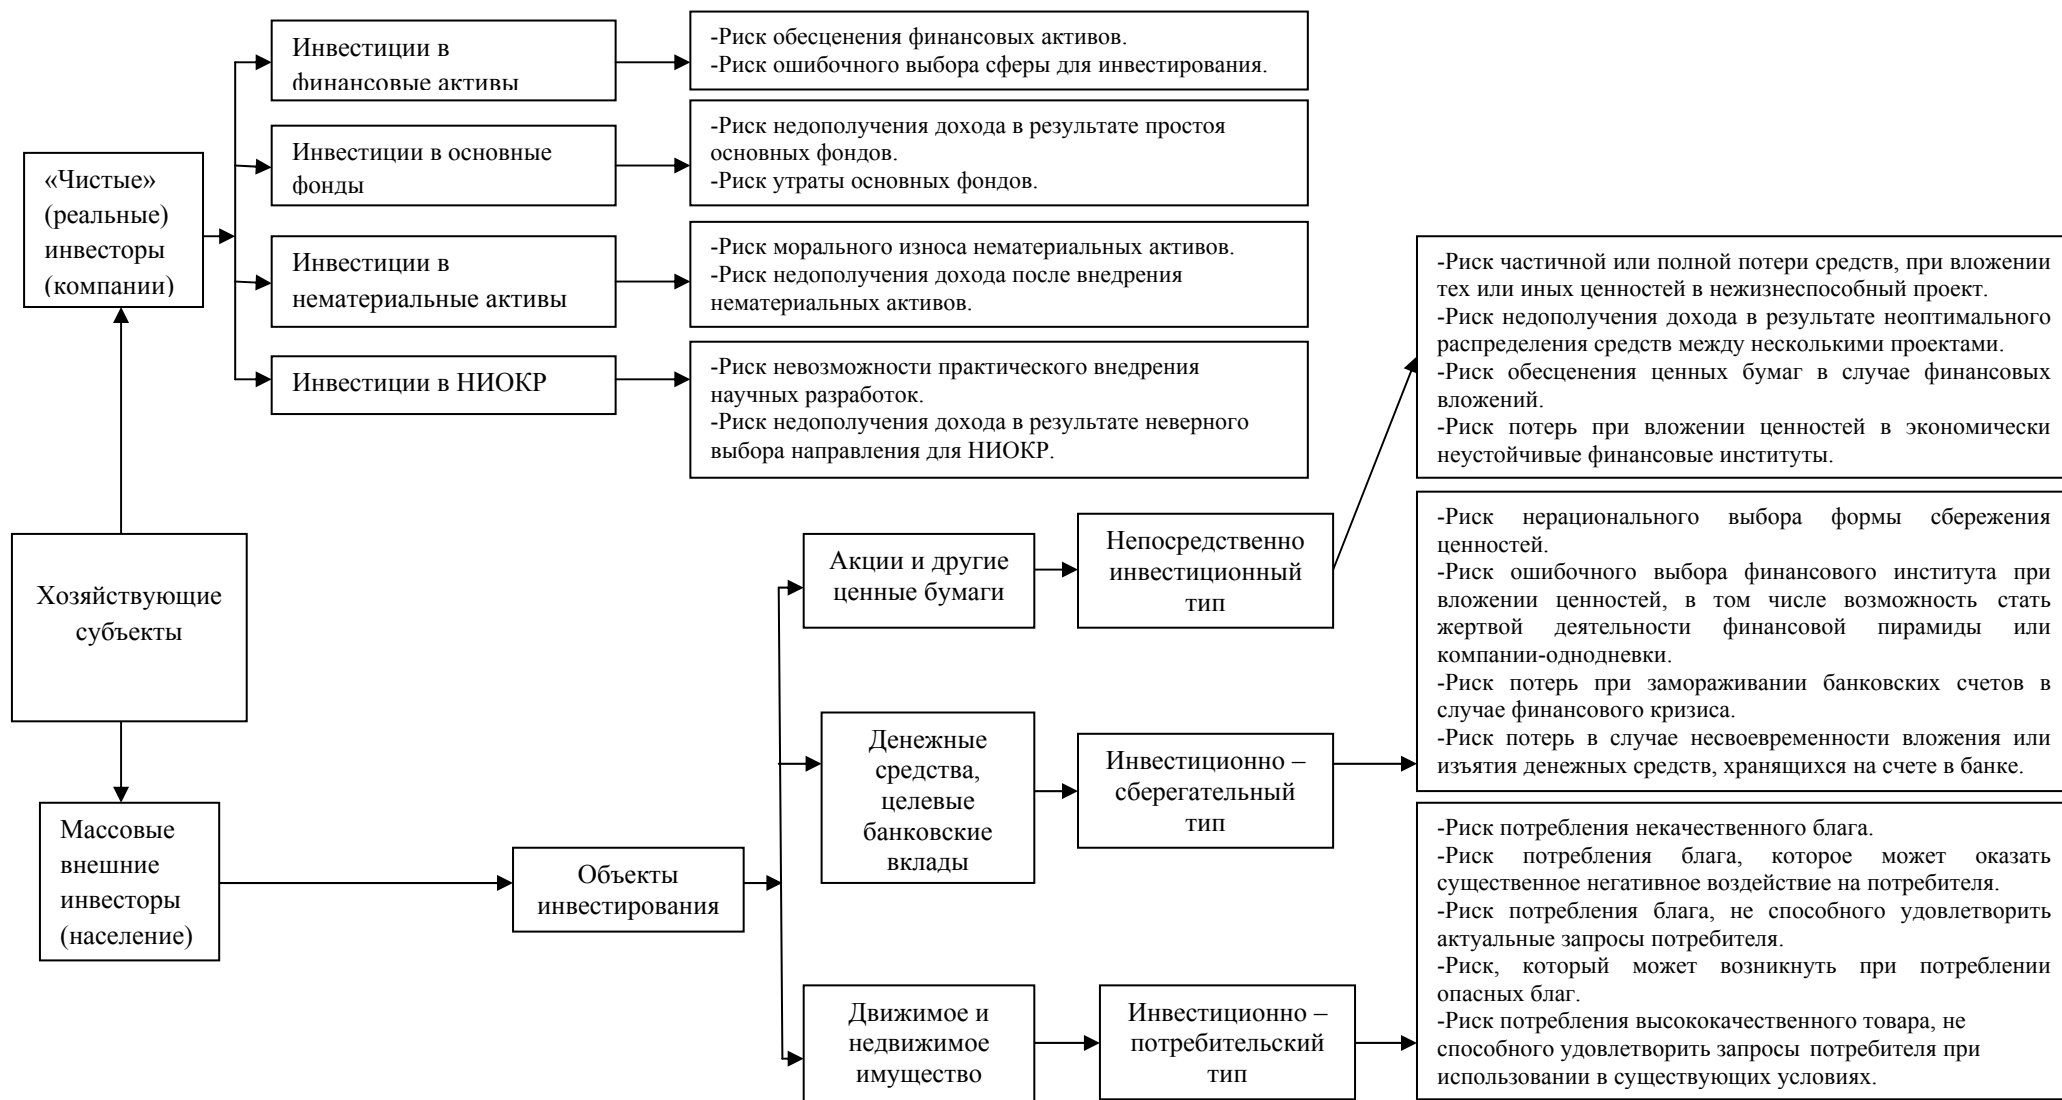 Инвестиции в
финансовые активы
-Риск обесценения финансовых активов.
-Риск ошибочного выбора сферы для инвестирования.
Инвестиции в основные
фонды
-Риск недополучения дохода в результате простоя
основных фондов.
-Риск утраты основных фондов.
«Чистые»
(реальные)
инвесторы
(компании)
Инвестиции в
нематериальные активы
-Риск морального износа нематериальных активов.
-Риск недополучения дохода после внедрения
нематериальных активов.
Инвестиции в НИОКР
-Риск невозможности практического внедрения
научных разработок.
-Риск недополучения дохода в результате неверного
выбора направления для НИОКР.
-Риск частичной или полной потери средств, при вложении
тех или иных ценностей в нежизнеспособный проект.
-Риск недополучения дохода в результате неоптимального
распределения средств между несколькими проектами.
-Риск обесценения ценных бумаг в случае финансовых
вложений.
-Риск потерь при вложении ценностей в экономически
неустойчивые финансовые институты.
Хозяйствующие
субъекты
Акции и другие
ценные бумаги
Непосредственно
инвестиционный
тип
-Риск нерационального выбора формы сбережения
ценностей.
-Риск ошибочного выбора финансового института при
вложении ценностей, в том числе возможность стать
жертвой деятельности финансовой пирамиды или
компании-однодневки.
-Риск потерь при замораживании банковских счетов в
случае финансового кризиса.
-Риск потерь в случае несвоевременности вложения или
изъятия денежных средств, хранящихся на счете в банке.
Денежные
средства,
целевые
банковские
вклады
Инвестиционно –
сберегательный
тип
Массовые
внешние
инвесторы
(население)
Объекты
инвестирования
-Риск потребления некачественного блага.
-Риск потребления блага, которое может оказать
существенное негативное воздействие на потребителя.
-Риск потребления блага, не способного удовлетворить
актуальные запросы потребителя.
-Риск, который может возникнуть при потреблении
опасных благ.
-Риск потребления высококачественного товара, не
способного удовлетворить запросы потребителя при
использовании в существующих условиях.
Движимое и
недвижимое
имущество
Инвестиционно –
потребительский
тип